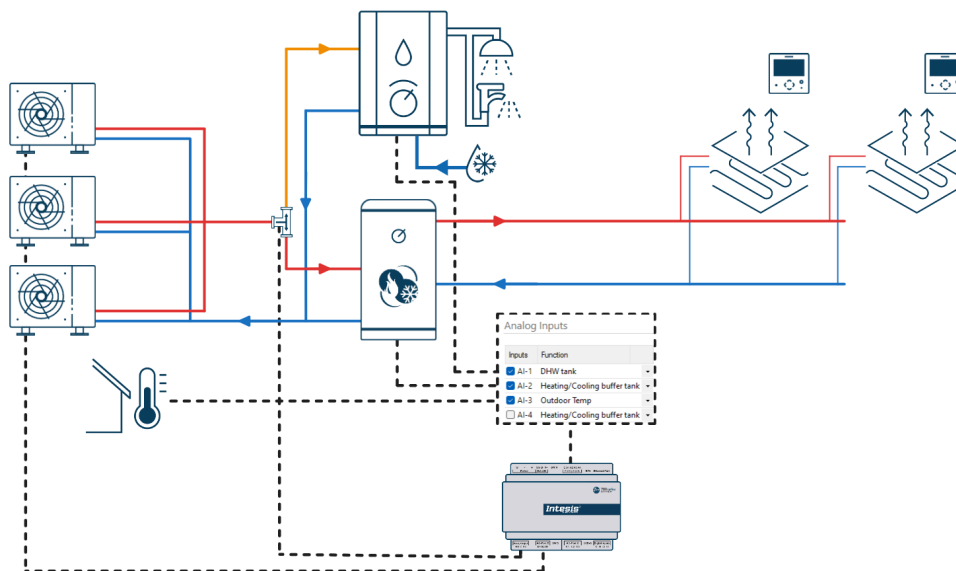 Analog Inputs
Inputs Function
AI-1 DHW tank
AI-2 Heating/Cooling buffer tank
AI-3 Outdoor Temp
AI-4 Heating/Cooling buffer tank
Intesis